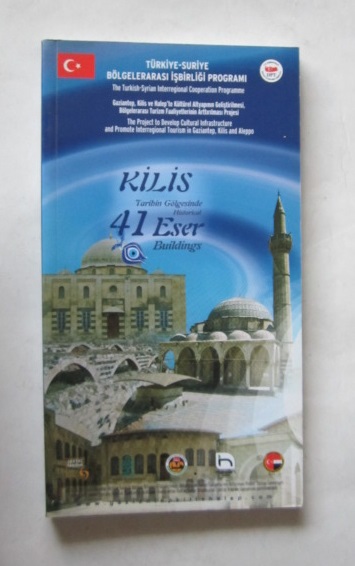 TÜRKİYE-SURİYE
BÖLGELERARASI İŞBİRLİĞİ PROGRAMI
The Turkish-Syrian Interregional Cooperation Programme
Gaziantep, Kilis ve Halep'te Kültürel Altyapının Geliştirilmesi,
Bölgelerarası Turizm Faaliyetlerinin Arttırılması Projesi
The Project to Develop Cultural Infrastructure
and Promote Interregional Tourism in Gaziantep, Kilis and Aleppo
KİLİS
Tarihin Gölgesinde
Historical
41 Eser
Buildings